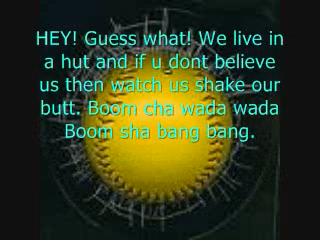 HEY! Guess what! We live in
a hut and if u dont believe
us then watch us shake our
butt. Boom cha wada wada
Boom sha bang bang.